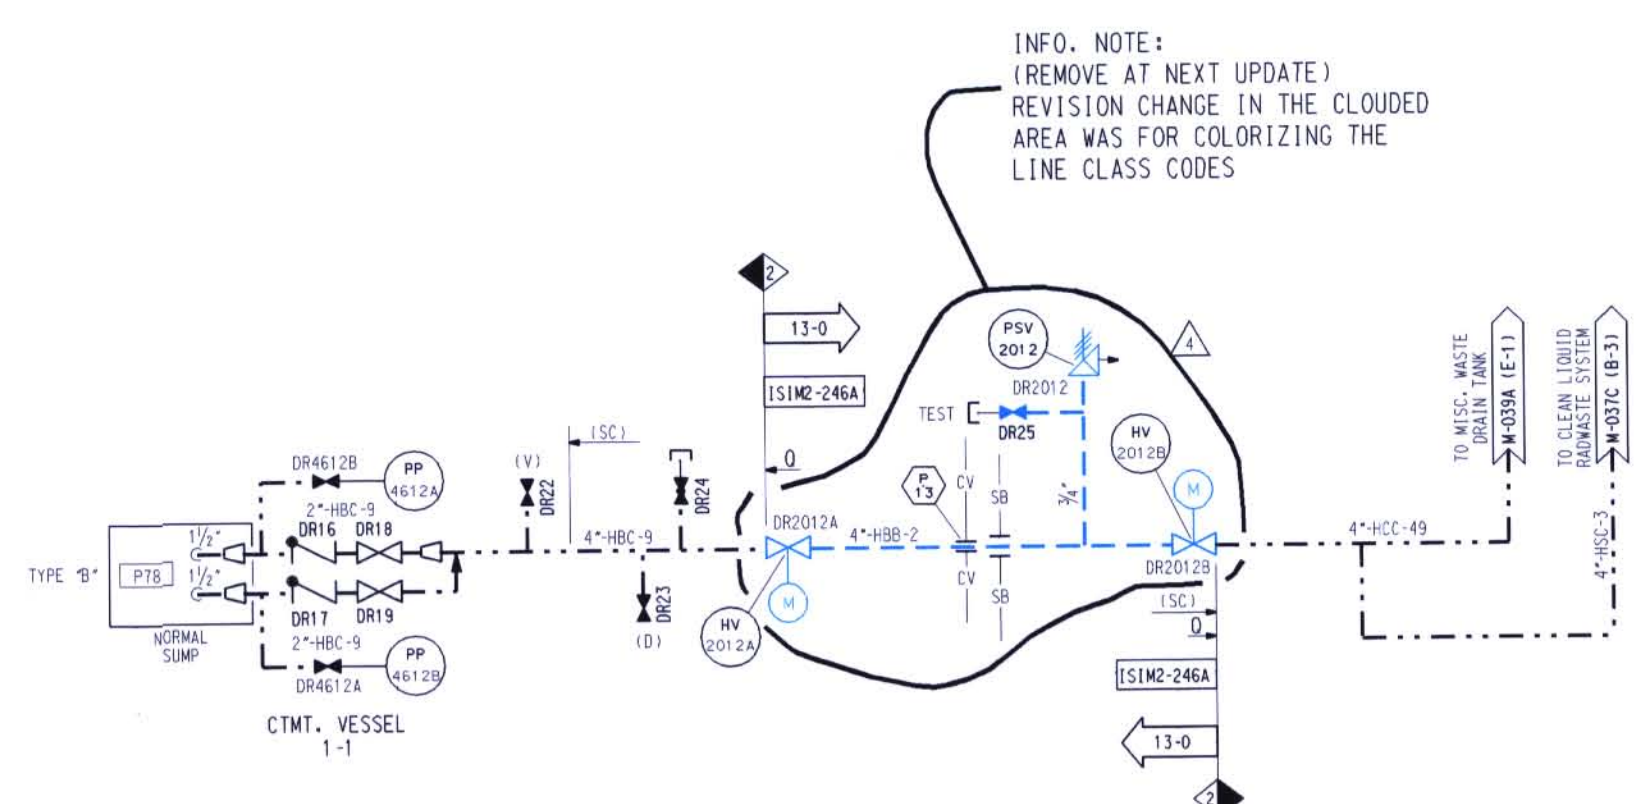 INFO. NOTE:
(REMOVE AT NEXT UPDATE)
REVISION CHANGE IN THE CLOUDED
AREA WAS FOR COLORIZING THE
LINE CLASS CODES
2
13-0
ISIM2-246A
Q
PSV
2012
4
DR2012
TEST
DR25
HV
2012B
M
TO MISC. WASTE
DRAIN TANK
M-039A (E-1)
TO CLEAN LIQUID
RADWASTE SYSTEM
M-037C (B-3)
(SC)
(V)
DR22
DR24
DR4612B
PP
4612A
2"-HBC-9
DR16
DR18
1½"
TYPE "B"
P78
1½"
DR17
DR19
2"-HBC-9
NORMAL
SUMP
PP
4612B
DR4612A
CTMT. VESSEL
1-1
4"-HBC-9
DR23
(D)
DR2012A
M
HV
2012A
4"-HBB-2
P
13
CV
SB
CV
SB
3/4"
DR2012B
4"-HCC-49
4"-HSC-3
(SC)
Q
ISIM2-246A
13-0
2